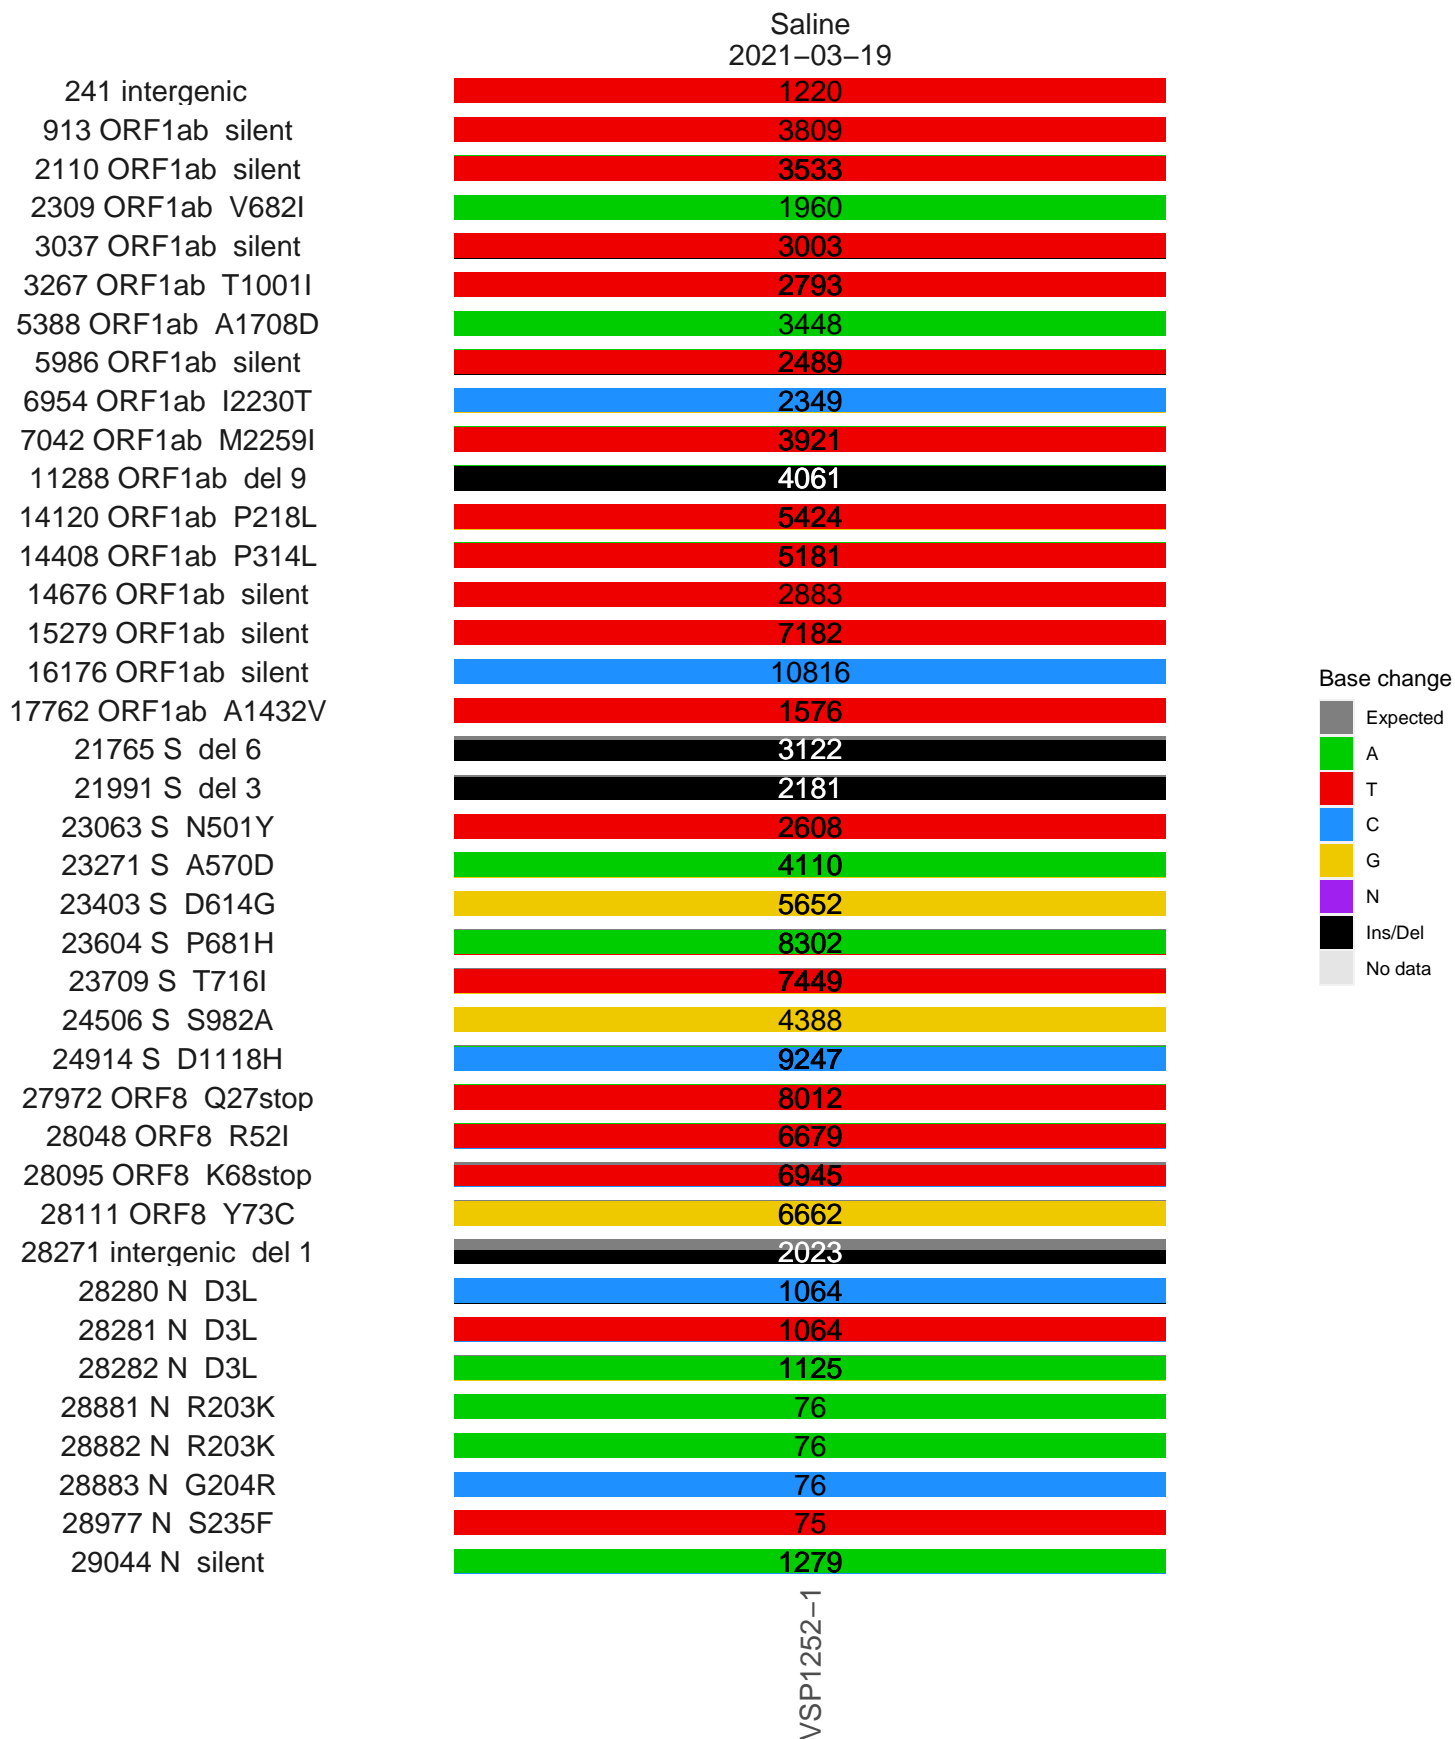 Saline
2021−03−19
241 intergenic 1220
913 ORF1ab silent 3809
2110 ORF1ab silent 3533
2309 ORF1ab V682I 1960
3037 ORF1ab silent 3003
3267 ORF1ab T1001I 2793
5388 ORF1ab A1708D 3448
5986 ORF1ab silent 2489
6954 ORF1ab I2230T 2349
7042 ORF1ab M2259I 3921
11288 ORF1ab del 9 4061
14120 ORF1ab P218L 5424
14408 ORF1ab P314L 5181
14676 ORF1ab silent 2883
15279 ORF1ab silent 7182
16176 ORF1ab silent 10816
17762 ORF1ab A1432V 1576
21765 S del 6 3122
21991 S del 3 2181
23063 S N501Y 2608
23271 S A570D 4110
23403 S D614G 5652
23604 S P681H 8302
23709 S T716I 7449
24506 S S982A 4388
24914 S D1118H 9247
27972 ORF8 Q27stop 8012
28048 ORF8 R52I 6679
28095 ORF8 K68stop 6945
28111 ORF8 Y73C 6662
28271 intergenic del 1 2023
28280 N D3L 1064
28281 N D3L 1064
28282 N D3L 1125
28881 N R203K 76
28882 N R203K 76
28883 N G204R 76
28977 N S235F 75
29044 N silent 1279
VSP1252−1
Base change
Expected
A
T
C
G
N
Ins/Del
No data